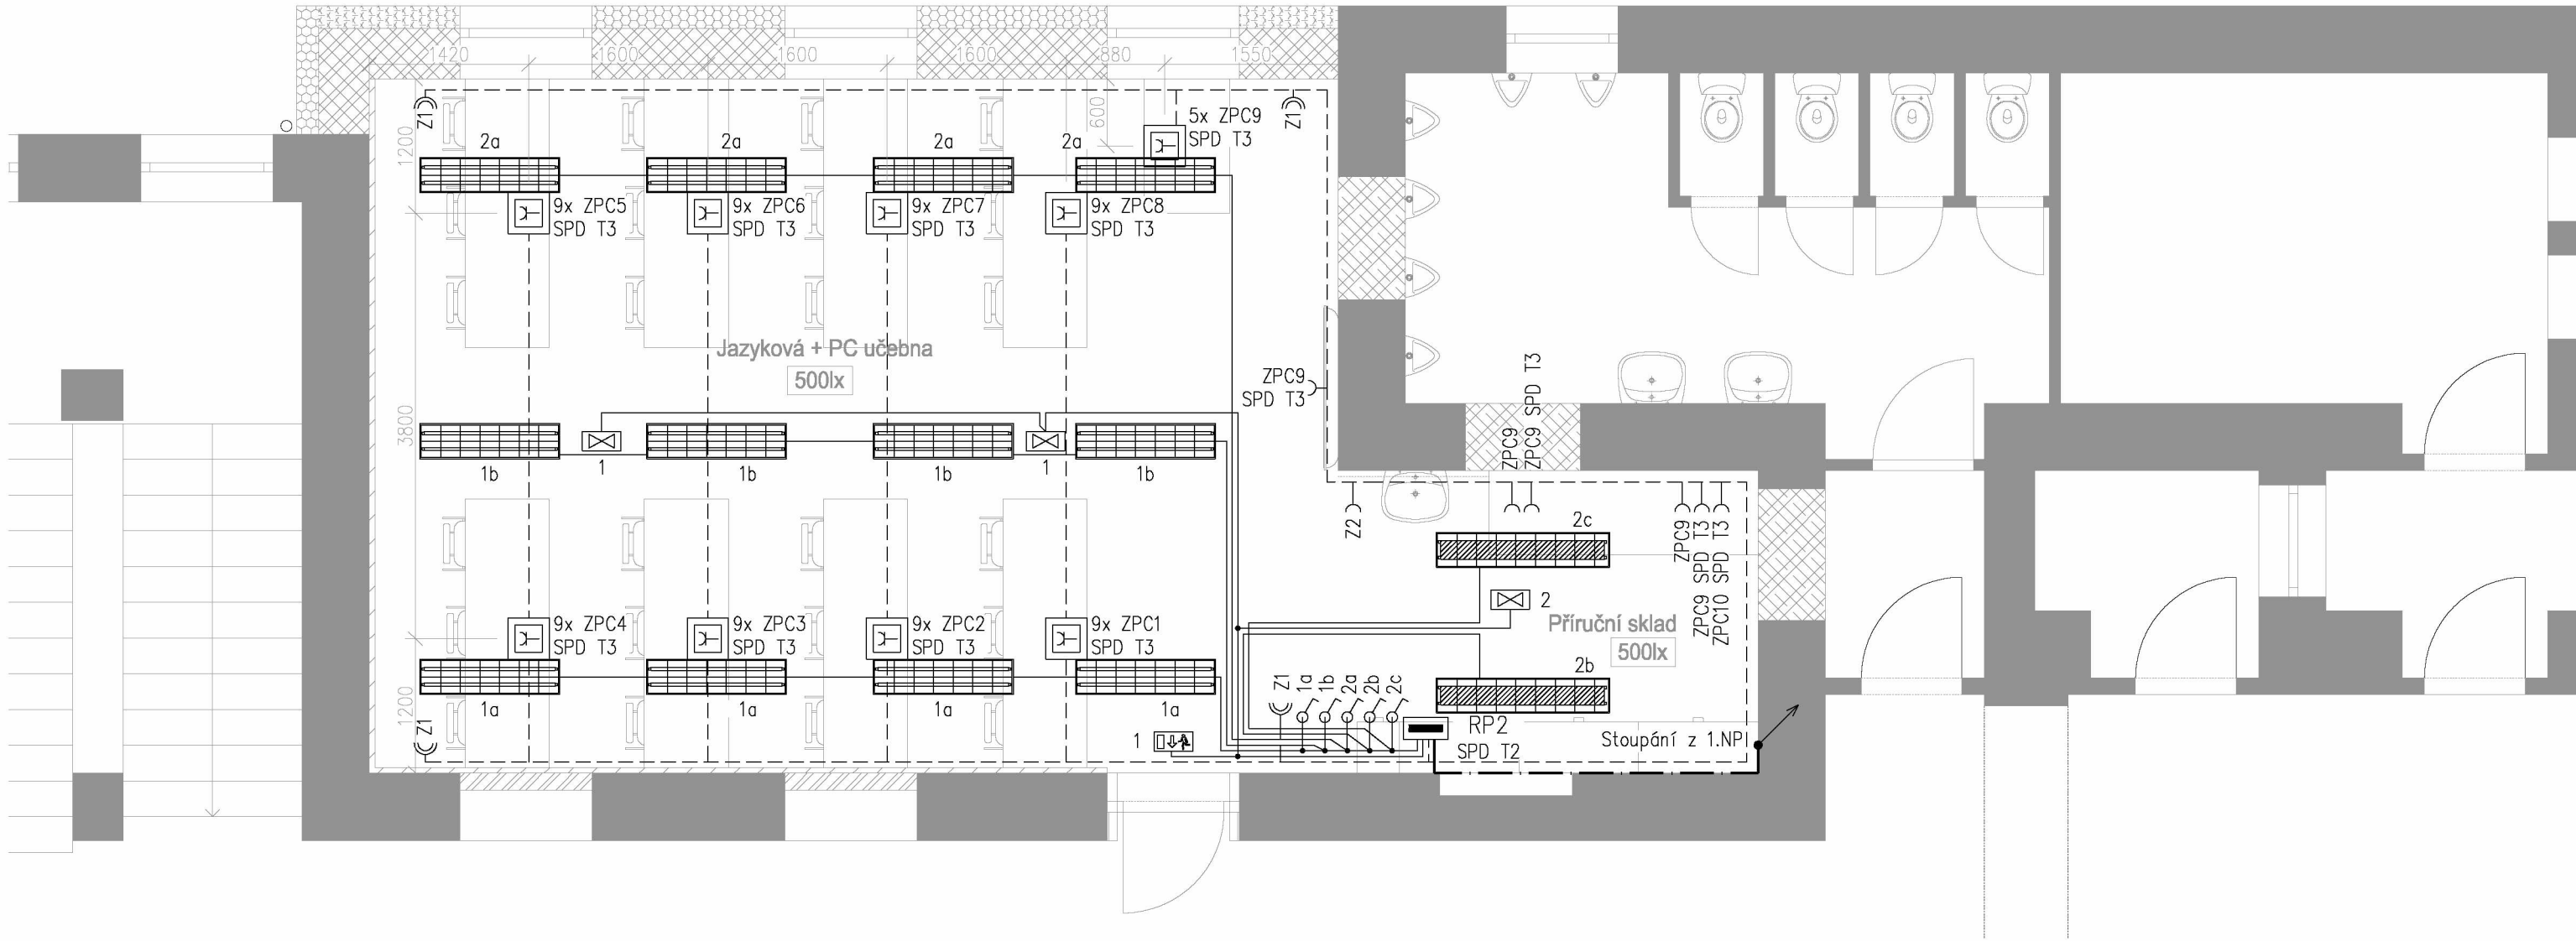 1420
1600
1600
1600
880
1550
Z1
1200
600
5x ZPC9
SPD T3
Z1
2a
2a
2a
2a
9x ZPC5
SPD T3
9x ZPC6
SPD T3
9x ZPC7
SPD T3
9x ZPC8
SPD T3
Jazyková + PC učebna
500lx
ZPC9
SPD T3
ZPC9
ZPC9 SPD T3
3800
1
1
1b
1b
1b
1b
Z2
2c
ZPC9
ZPC9 SPD T3
ZPC10 SPD T3
2
Příruční sklad
500lx
9x ZPC4
SPD T3
9x ZPC3
SPD T3
9x ZPC2
SPD T3
9x ZPC1
SPD T3
2b
1200
Z1
1a
1a
1a
1a
Z1
1a
1b
2a
2b
2c
1
RP2
SPD T2
Stoupání z 1.NP